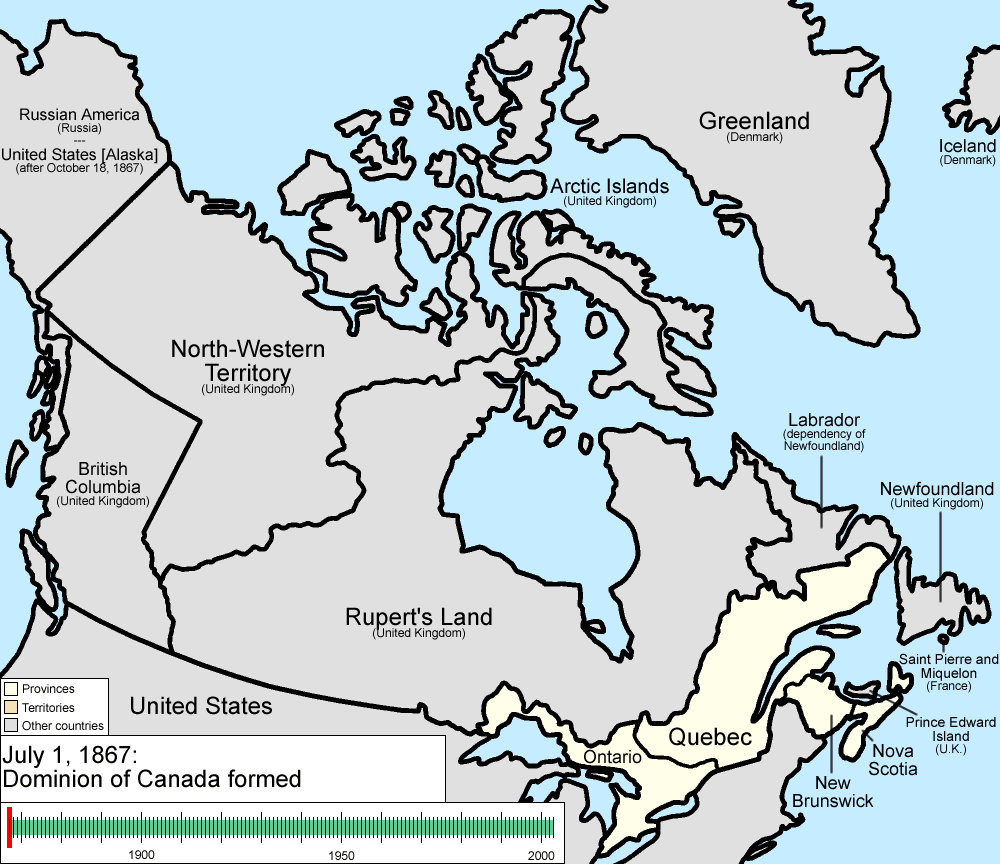 Russian America
(Russia)
---
United States [Alaska]
(after October 18, 1867)
Greenland
(Denmark)
Iceland
(Denmark)
Arctic Islands
(United Kingdom)
North-Western
Territory
(United Kingdom)
Labrador
(dependency of
Newfoundland)
British
Columbia
(United Kingdom)
Newfoundland
(United Kingdom)
Rupert's Land
(United Kingdom)
Saint Pierre and
Miquelon
(France)
Provinces
Territories
Other countries
United States
Quebec
Ontario
Prince Edward
Island
(U.K.)
Nova
Scotia
New
Brunswick
July 1, 1867:
Dominion of Canada formed
1900
1950
2000